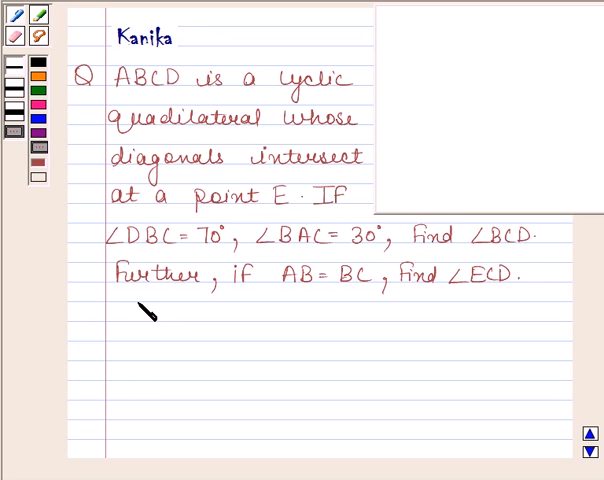 Kanika
Q ABCD is a cyclic
quadilateral whose
diagonals intersect
at a point E. If
∠DBC = 70°, ∠BAC = 30°, Find ∠BCD.
Further, if AB = BC, Find ∠ECD.